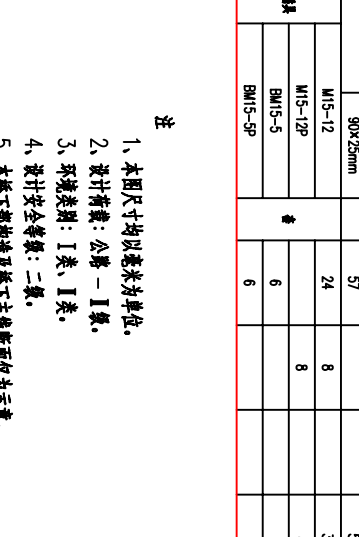 90x25mm 57
M15-12 24 8
M15-12P 8
BM15-5 套 6
BM15-5P 6
注
1、本图尺寸均以毫米为单位。
2、设计荷载：公路－Ⅱ级。
3、环境类别：Ⅰ类、Ⅱ类。
4、设计安全等级：二级。